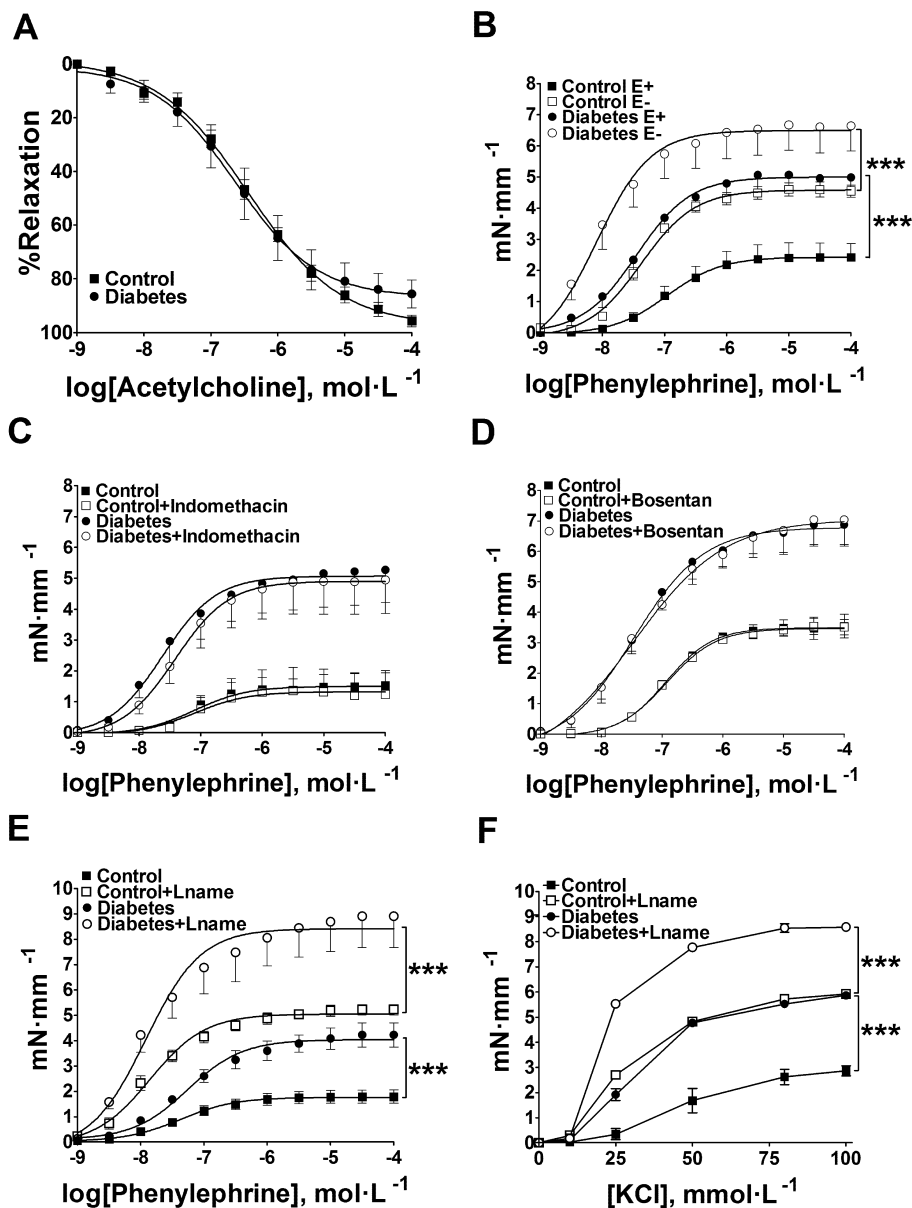 A
0
20
40
60
80
100
%Relaxation
Control
Diabetes
-9 -8 -7 -6 -5 -4
log[Acetylcholine], mol·L -1
B
8
7
6
5
4
3
2
1
0
mN·mm -1
Control E+
Control E-
Diabetes E+
Diabetes E-
***
***
-9 -8 -7 -6 -5 -4
log[Phenylephrine], mol·L -1
C
8
7
6
5
4
3
2
1
0
mN·mm -1
Control
Control+Indomethacin
Diabetes
Diabetes+Indomethacin
-9 -8 -7 -6 -5 -4
log[Phenylephrine], mol·L -1
D
8
7
6
5
4
3
2
1
0
mN·mm -1
Control
Control+Bosentan
Diabetes
Diabetes+Bosentan
-9 -8 -7 -6 -5 -4
log[Phenylephrine], mol·L -1
E
10
9
8
7
6
5
4
3
2
1
0
mN·mm -1
Control
Control+Lname
Diabetes
Diabetes+Lname
***
***
-9 -8 -7 -6 -5 -4
log[Phenylephrine], mol·L -1
F
10
9
8
7
6
5
4
3
2
1
0
mN·mm -1
Control
Control+Lname
Diabetes
Diabetes+Lname
***
***
0 25 50 75 100
[KCl], mmol·L -1